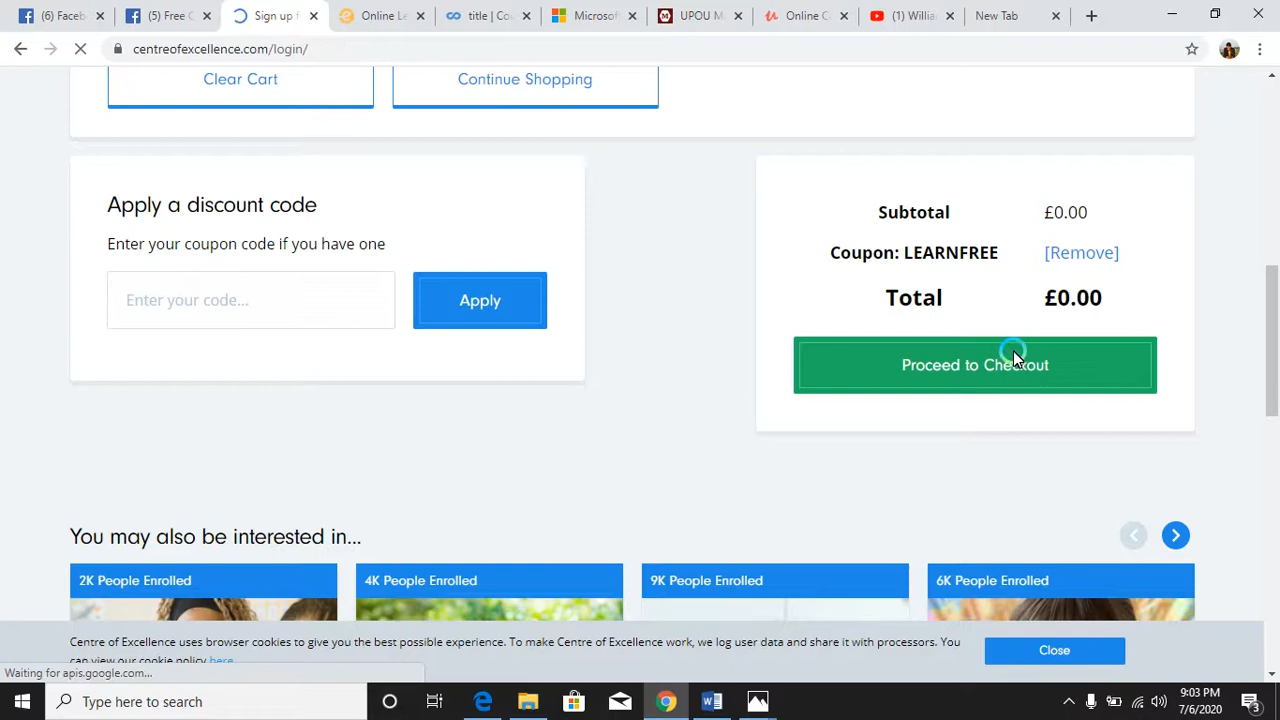 (5) Faceb
(5) Free C
Sign up f
Online Le
title | Co
Microsof
UPOU M
Online C
(1) Willia
New Tab
centreofexcellence.com/login/
Clear Cart
Continue Shopping
Apply a discount code
Enter your coupon code if you have one
Enter your code...
Apply
Subtotal £0.00
Coupon: LEARNFREE [Remove]
Total £0.00
Proceed to Checkout
You may also be interested in...
2K People Enrolled
4K People Enrolled
9K People Enrolled
6K People Enrolled
Centre of Excellence uses browser cookies to give you the best possible experience. To make Centre of Excellence work, we log user data and share it with processors. You
can view our cookie policy here.
Close
Waiting for apis.google.com...
Type here to search
9:03 PM
7/6/2020
3